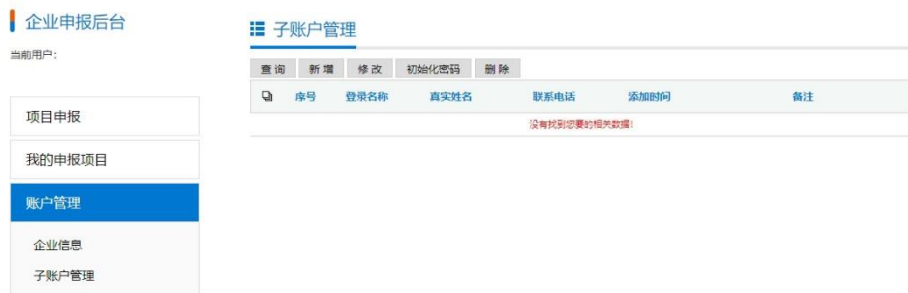 企业申报后台
当前用户：
项目申报
我的申报项目
账户管理
企业信息
子账户管理
子账户管理
查询 新增 修改 初始化密码 删除
序号 登录名称 真实姓名 联系电话 添加时间 备注
没有找到您要的相关数据!